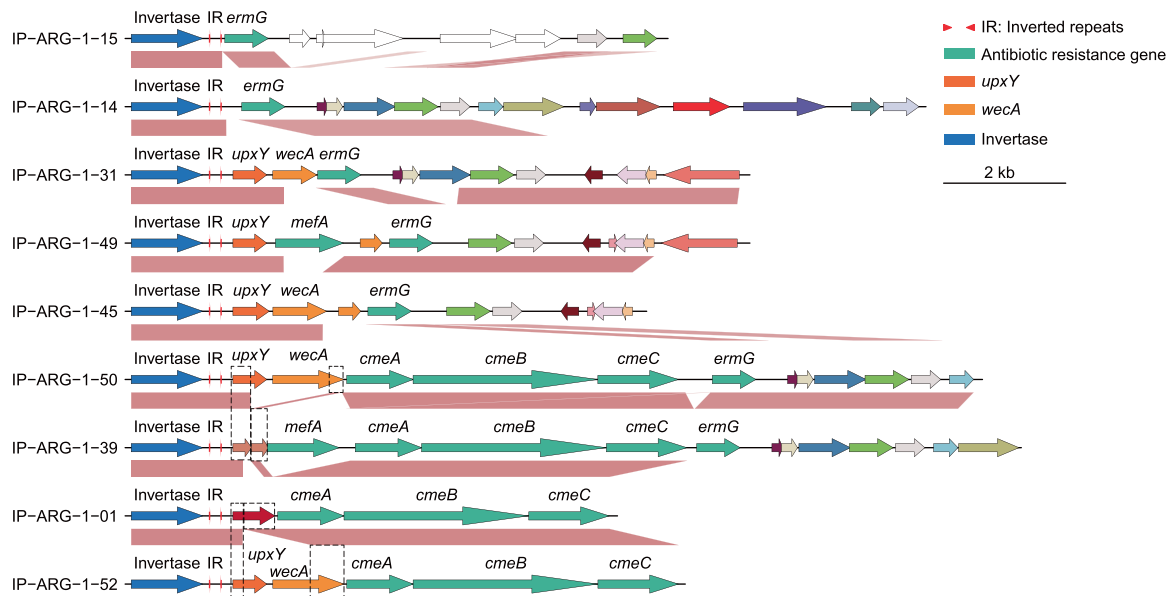 Invertase IR ermG
IP−ARG−1−15
Invertase IR ermG
IP−ARG−1−14
Invertase IR upxY wecA ermG
IP−ARG−1−31
Invertase IR upxY mefA ermG
IP−ARG−1−49
Invertase IR upxY wecA ermG
IP−ARG−1−45
Invertase IR upxY wecA cmeA cmeB cmeC ermG
IP−ARG−1−50
Invertase IR mefA cmeA cmeB cmeC ermG
IP−ARG−1−39
Invertase IR cmeA cmeB cmeC
IP−ARG−1−01
Invertase IR upxY wecA cmeA cmeB cmeC
IP−ARG−1−52
IR: Inverted repeats
Antibiotic resistance gene
upxY
wecA
Invertase
2 kb